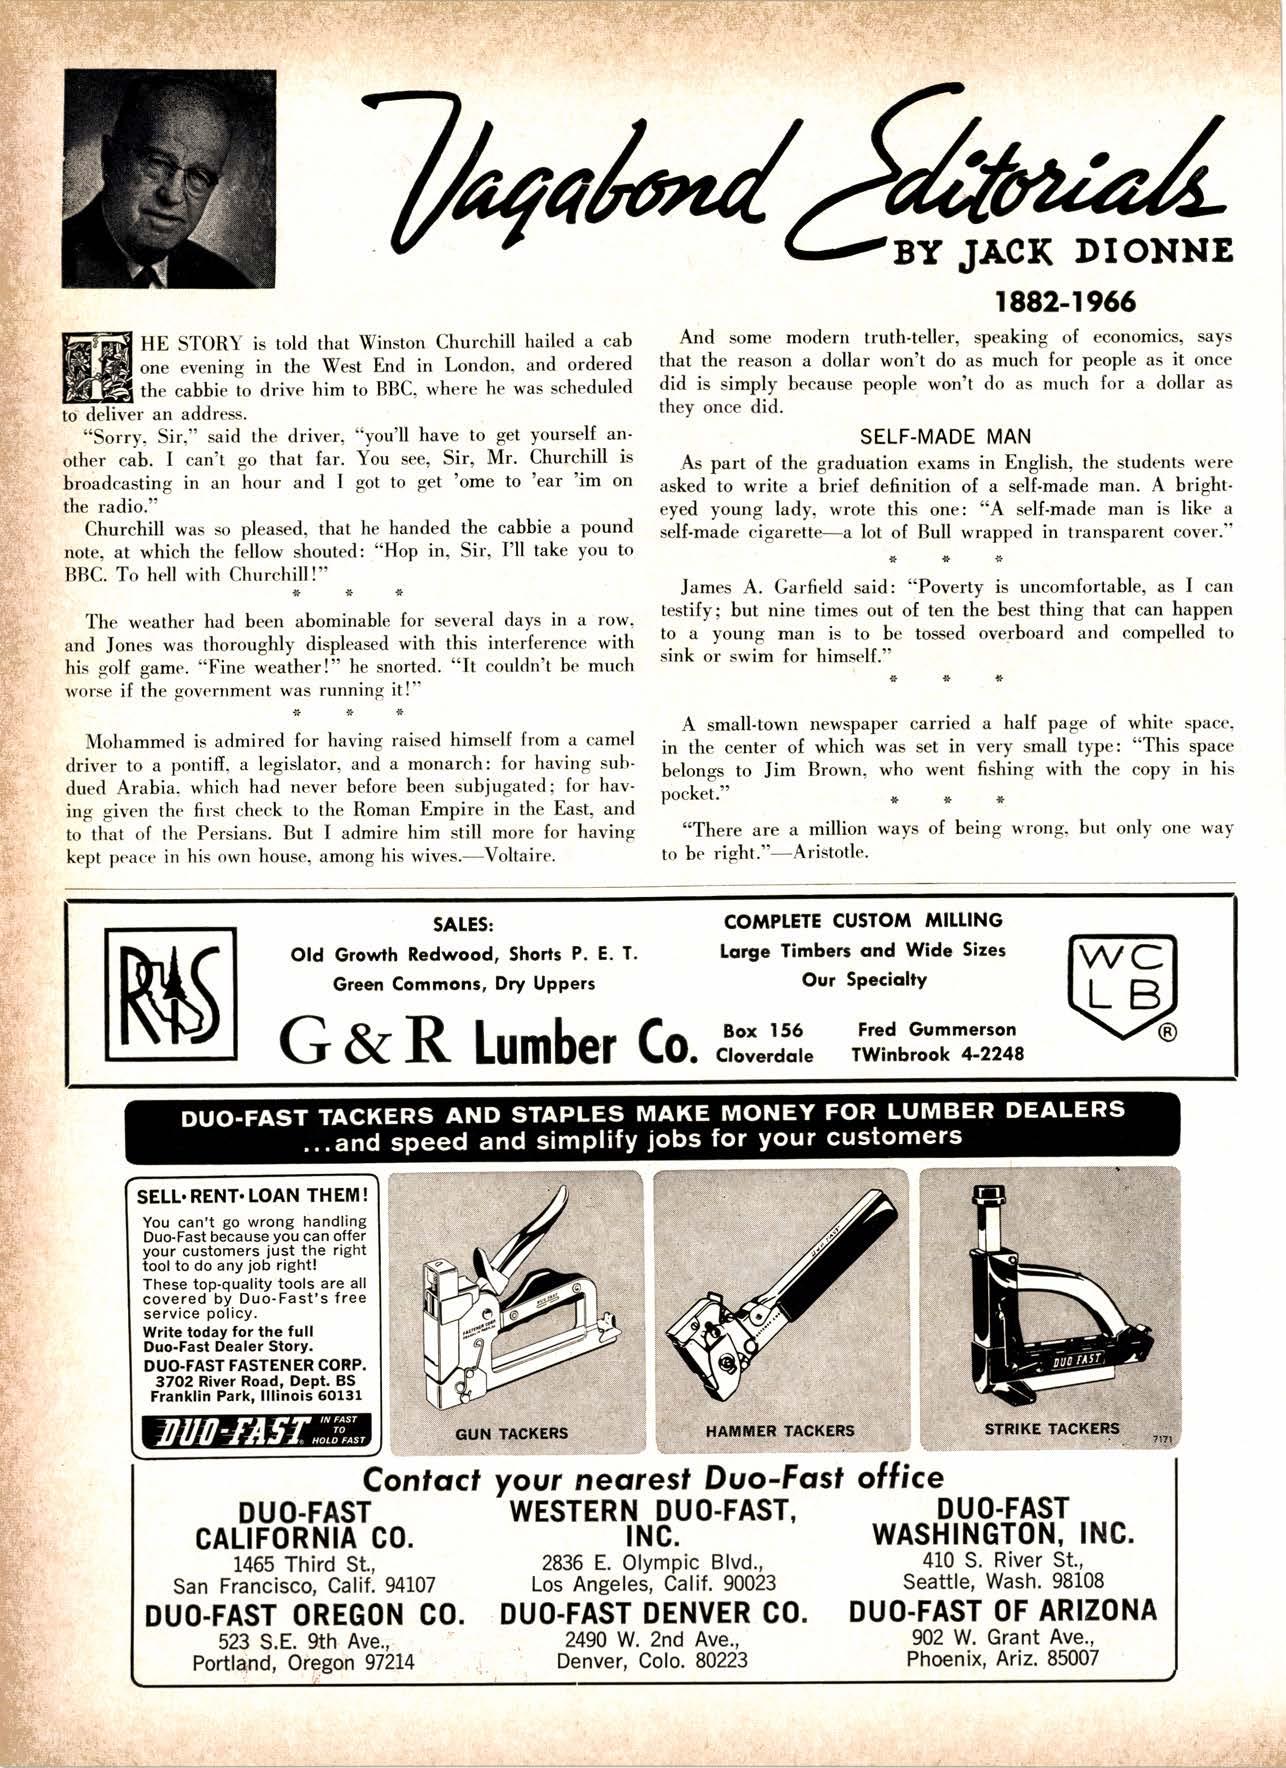 Vagabond Editorials
BY JACK DIONNE
1882-1966
THE STORY is told that Winston Churchill hailed a cab
one evening in the West End in London, and ordered
the cabbie to drive him to BBC, where he was scheduled
to deliver an address.
“Sorry, Sir,” said the driver, “you'll have to get yourself an-
other cab. I can't go that far. You see, Sir, Mr. Churchill is
broadcasting in an hour and I got to get 'ome to 'ear 'im on
the radio.”
Churchill was so pleased, that he handed the cabbie a pound
note, at which the fellow shouted: “Hop in, Sir, I'll take you to
BBC. To hell with Churchill!”
* * *
The weather had been abominable for several days in a row,
and Jones was thoroughly displeased with this interference with
his golf game. “Fine weather!” he snorted. “It couldn't be much
worse if the government was running it!”
* * *
Mohammed is admired for having raised himself from a camel
driver to a pontiff, a legislator, and a monarch: for having sub-
dued Arabia, which had never before been subjugated; for hav-
ing given the first check to the Roman Empire in the East, and
to that of the Persians. But I admire him still more for having
kept peace in his own house, among his wives.—Voltaire.
And some modern truth-teller, speaking of economics, says
that the reason a dollar won't do as much for people as it once
did is simply because people won't do as much for a dollar as
they once did.
SELF-MADE MAN
As part of the graduation exams in English, the students were
asked to write a brief definition of a self-made man. A bright-
eyed young lady, wrote this one: “A self-made man is like a
self-made cigarette—a lot of Bull wrapped in transparent cover.”
* * *
James A. Garfield said: “Poverty is uncomfortable, as I can
testify; but nine times out of ten the best thing that can happen
to a young man is to be tossed overboard and compelled to
sink or swim for himself.”
* * *
A small-town newspaper carried a half page of white space,
in the center of which was set in very small type: “This space
belongs to Jim Brown, who went fishing with the copy in his
pocket.”
* * *
“There are a million ways of being wrong, but only one way
to be right.”—Aristotle.
RIS
SALES:
Old Growth Redwood, Shorts P. E. T.
Green Commons, Dry Uppers
COMPLETE CUSTOM MILLING
Large Timbers and Wide Sizes
Our Specialty
G & R Lumber Co.
Box 156
Cloverdale
Fred Gummerson
TWinbrook 4-2248
WC
LB
®
DUO-FAST TACKERS AND STAPLES MAKE MONEY FOR LUMBER DEALERS
...and speed and simplify jobs for your customers
SELL•RENT•LOAN THEM!
You can't go wrong handling
Duo-Fast because you can offer
your customers just the right
tool to do any job right!
These top-quality tools are all
covered by Duo-Fast's free
service policy.
Write today for the full
Duo-Fast Dealer Story.
DUO-FAST FASTENER CORP.
3702 River Road, Dept. BS
Franklin Park, Illinois 60131
DUO-FAST®
IN FAST
TO
HOLD FAST
GUN TACKERS
DUO-FAST
HAMMER TACKERS
DUO FAST
STRIKE TACKERS
7171
Contact your nearest Duo-Fast office
DUO-FAST
CALIFORNIA CO.
1465 Third St.,
San Francisco, Calif. 94107
WESTERN DUO-FAST,
INC.
2836 E. Olympic Blvd.,
Los Angeles, Calif. 90023
DUO-FAST
WASHINGTON, INC.
410 S. River St.,
Seattle, Wash. 98108
DUO-FAST OREGON CO.
523 S.E. 9th Ave.,
Portland, Oregon 97214
DUO-FAST DENVER CO.
2490 W. 2nd Ave.,
Denver, Colo. 80223
DUO-FAST OF ARIZONA
902 W. Grant Ave.,
Phoenix, Ariz. 85007